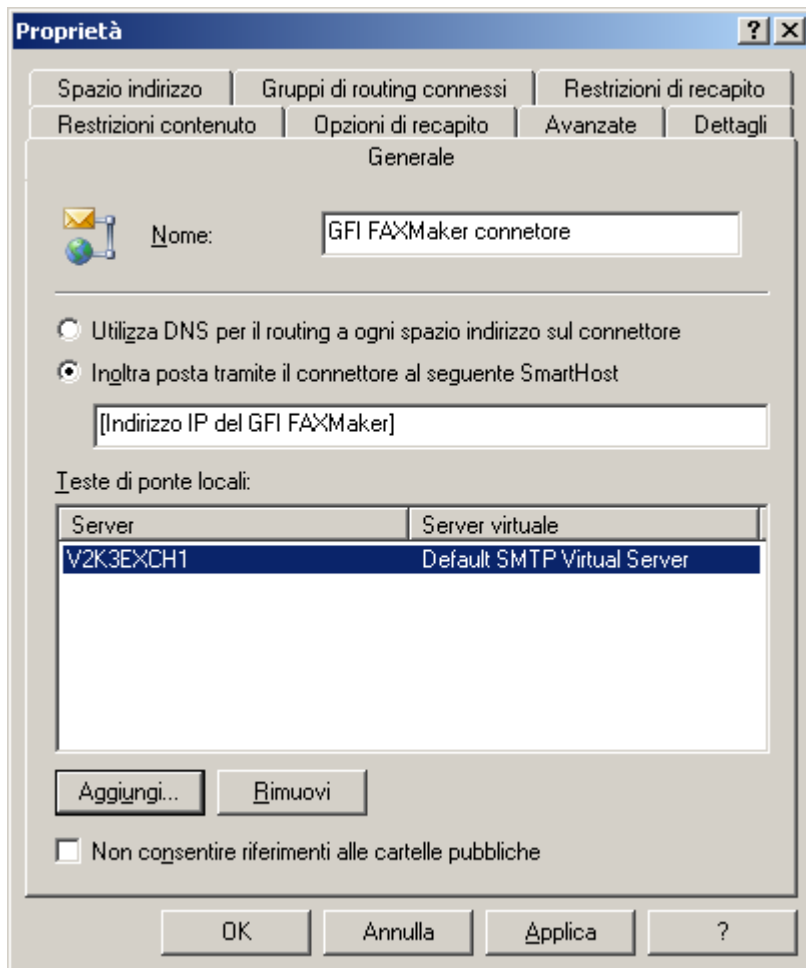 Proprietà
Spazio indirizzo Gruppi di routing connessi Restrizioni di recapito
Restrizioni contenuto Opzioni di recapito Avanzate Dettagli
Generale
Nome: GFI FAXMaker connetore
Utilizza DNS per il routing a ogni spazio indirizzo sul connettore
Inoltra posta tramite il connettore al seguente SmartHost
[Indirizzo IP del GFI FAXMaker]
Teste di ponte locali:
Server Server virtuale
V2K3EXCH1 Default SMTP Virtual Server
Aggiungi... Rimuovi
Non consentire riferimenti alle cartelle pubbliche
OK Annulla Applica ?